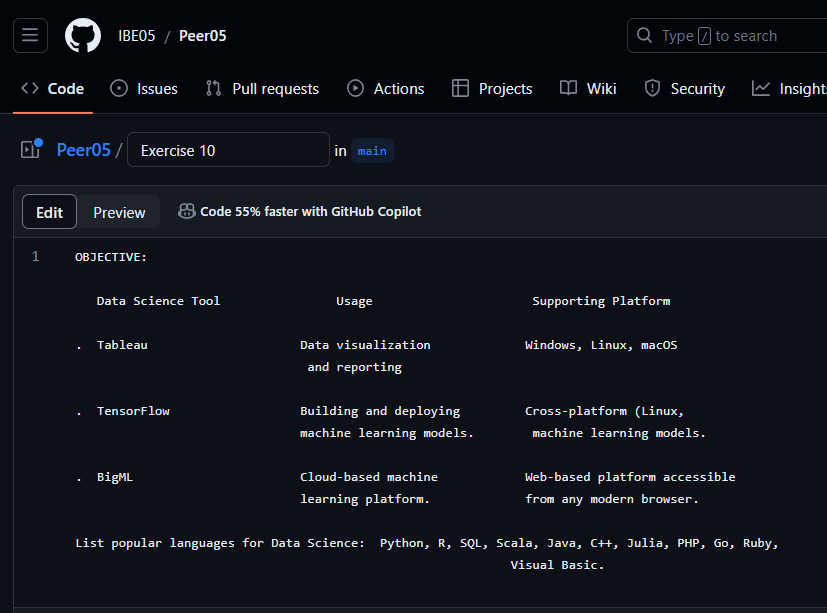 IBE05 / Peer05
Type / to search
Code Issues Pull requests Actions Projects Wiki Security Insights
Peer05 / Exercise 10 in main
Edit Preview Code 55% faster with GitHub Copilot
1 OBJECTIVE:
Data Science Tool Usage Supporting Platform
. Tableau Data visualization Windows, Linux, macOS
and reporting
. TensorFlow Building and deploying Cross-platform (Linux,
machine learning models. machine learning models.
. BigML Cloud-based machine Web-based platform accessible
learning platform. from any modern browser.
List popular languages for Data Science: Python, R, SQL, Scala, Java, C++, Julia, PHP, Go, Ruby,
Visual Basic.